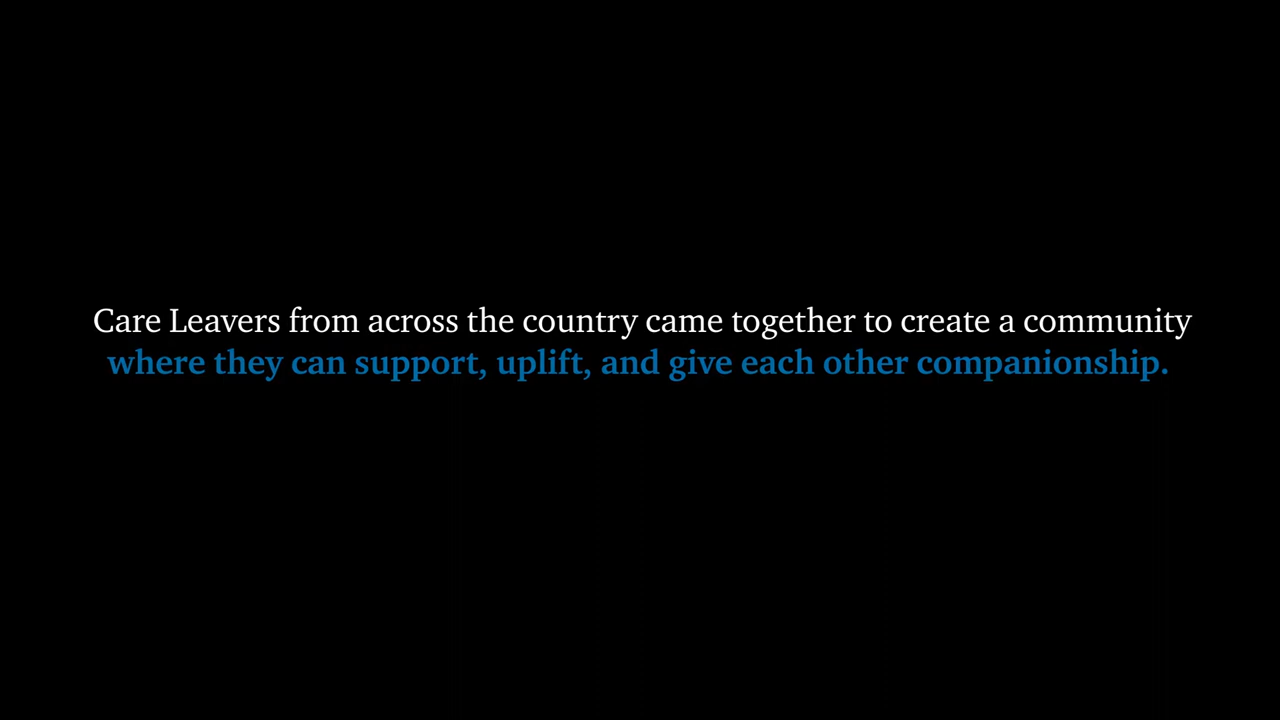 Care Leavers from across the country came together to create a community
where they can support, uplift, and give each other companionship.